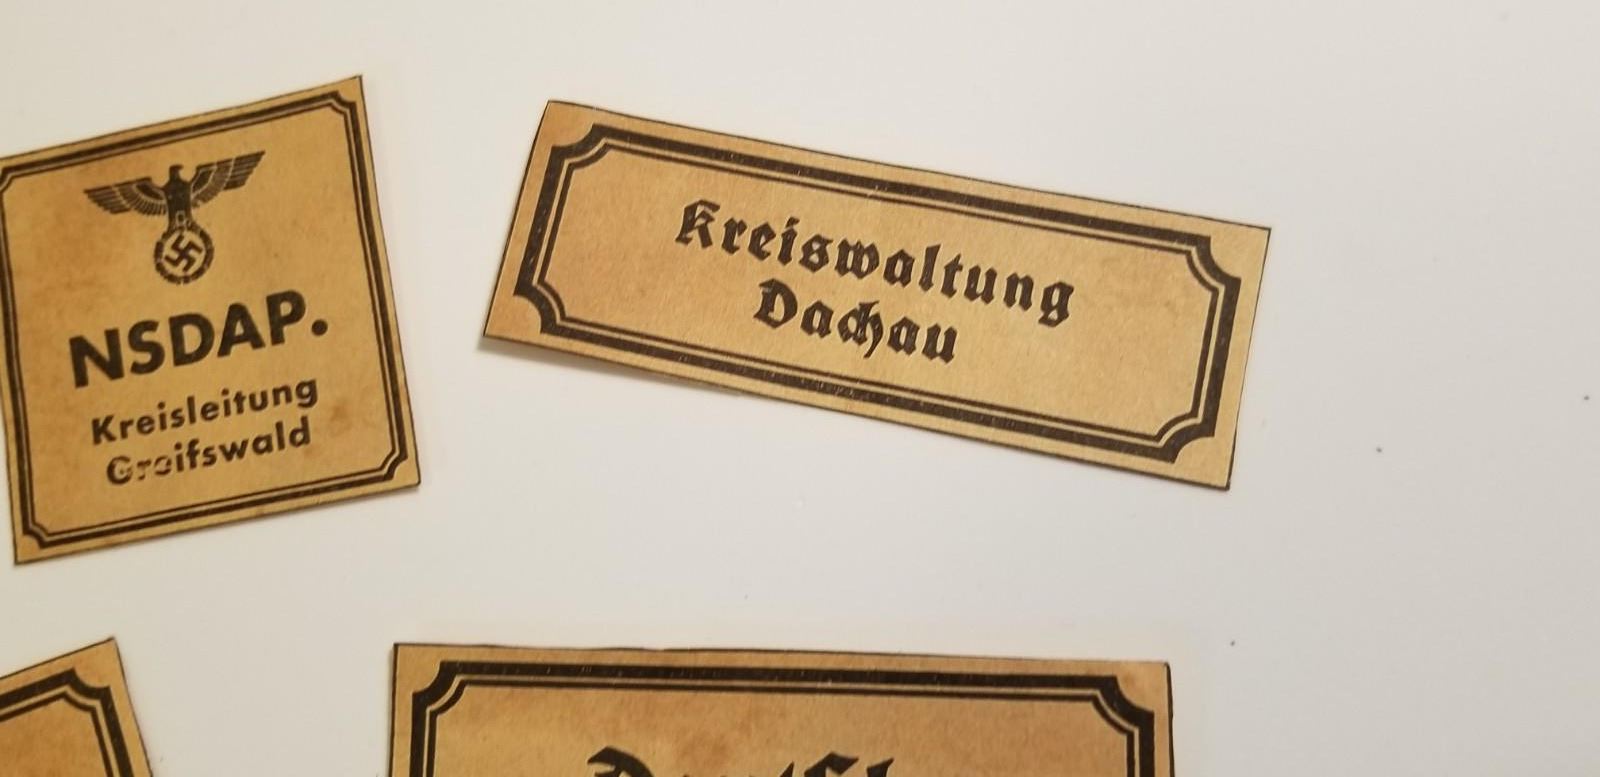 NSDAP.
Kreisleitung
Greifswald
Kreiswaltung
Dachau